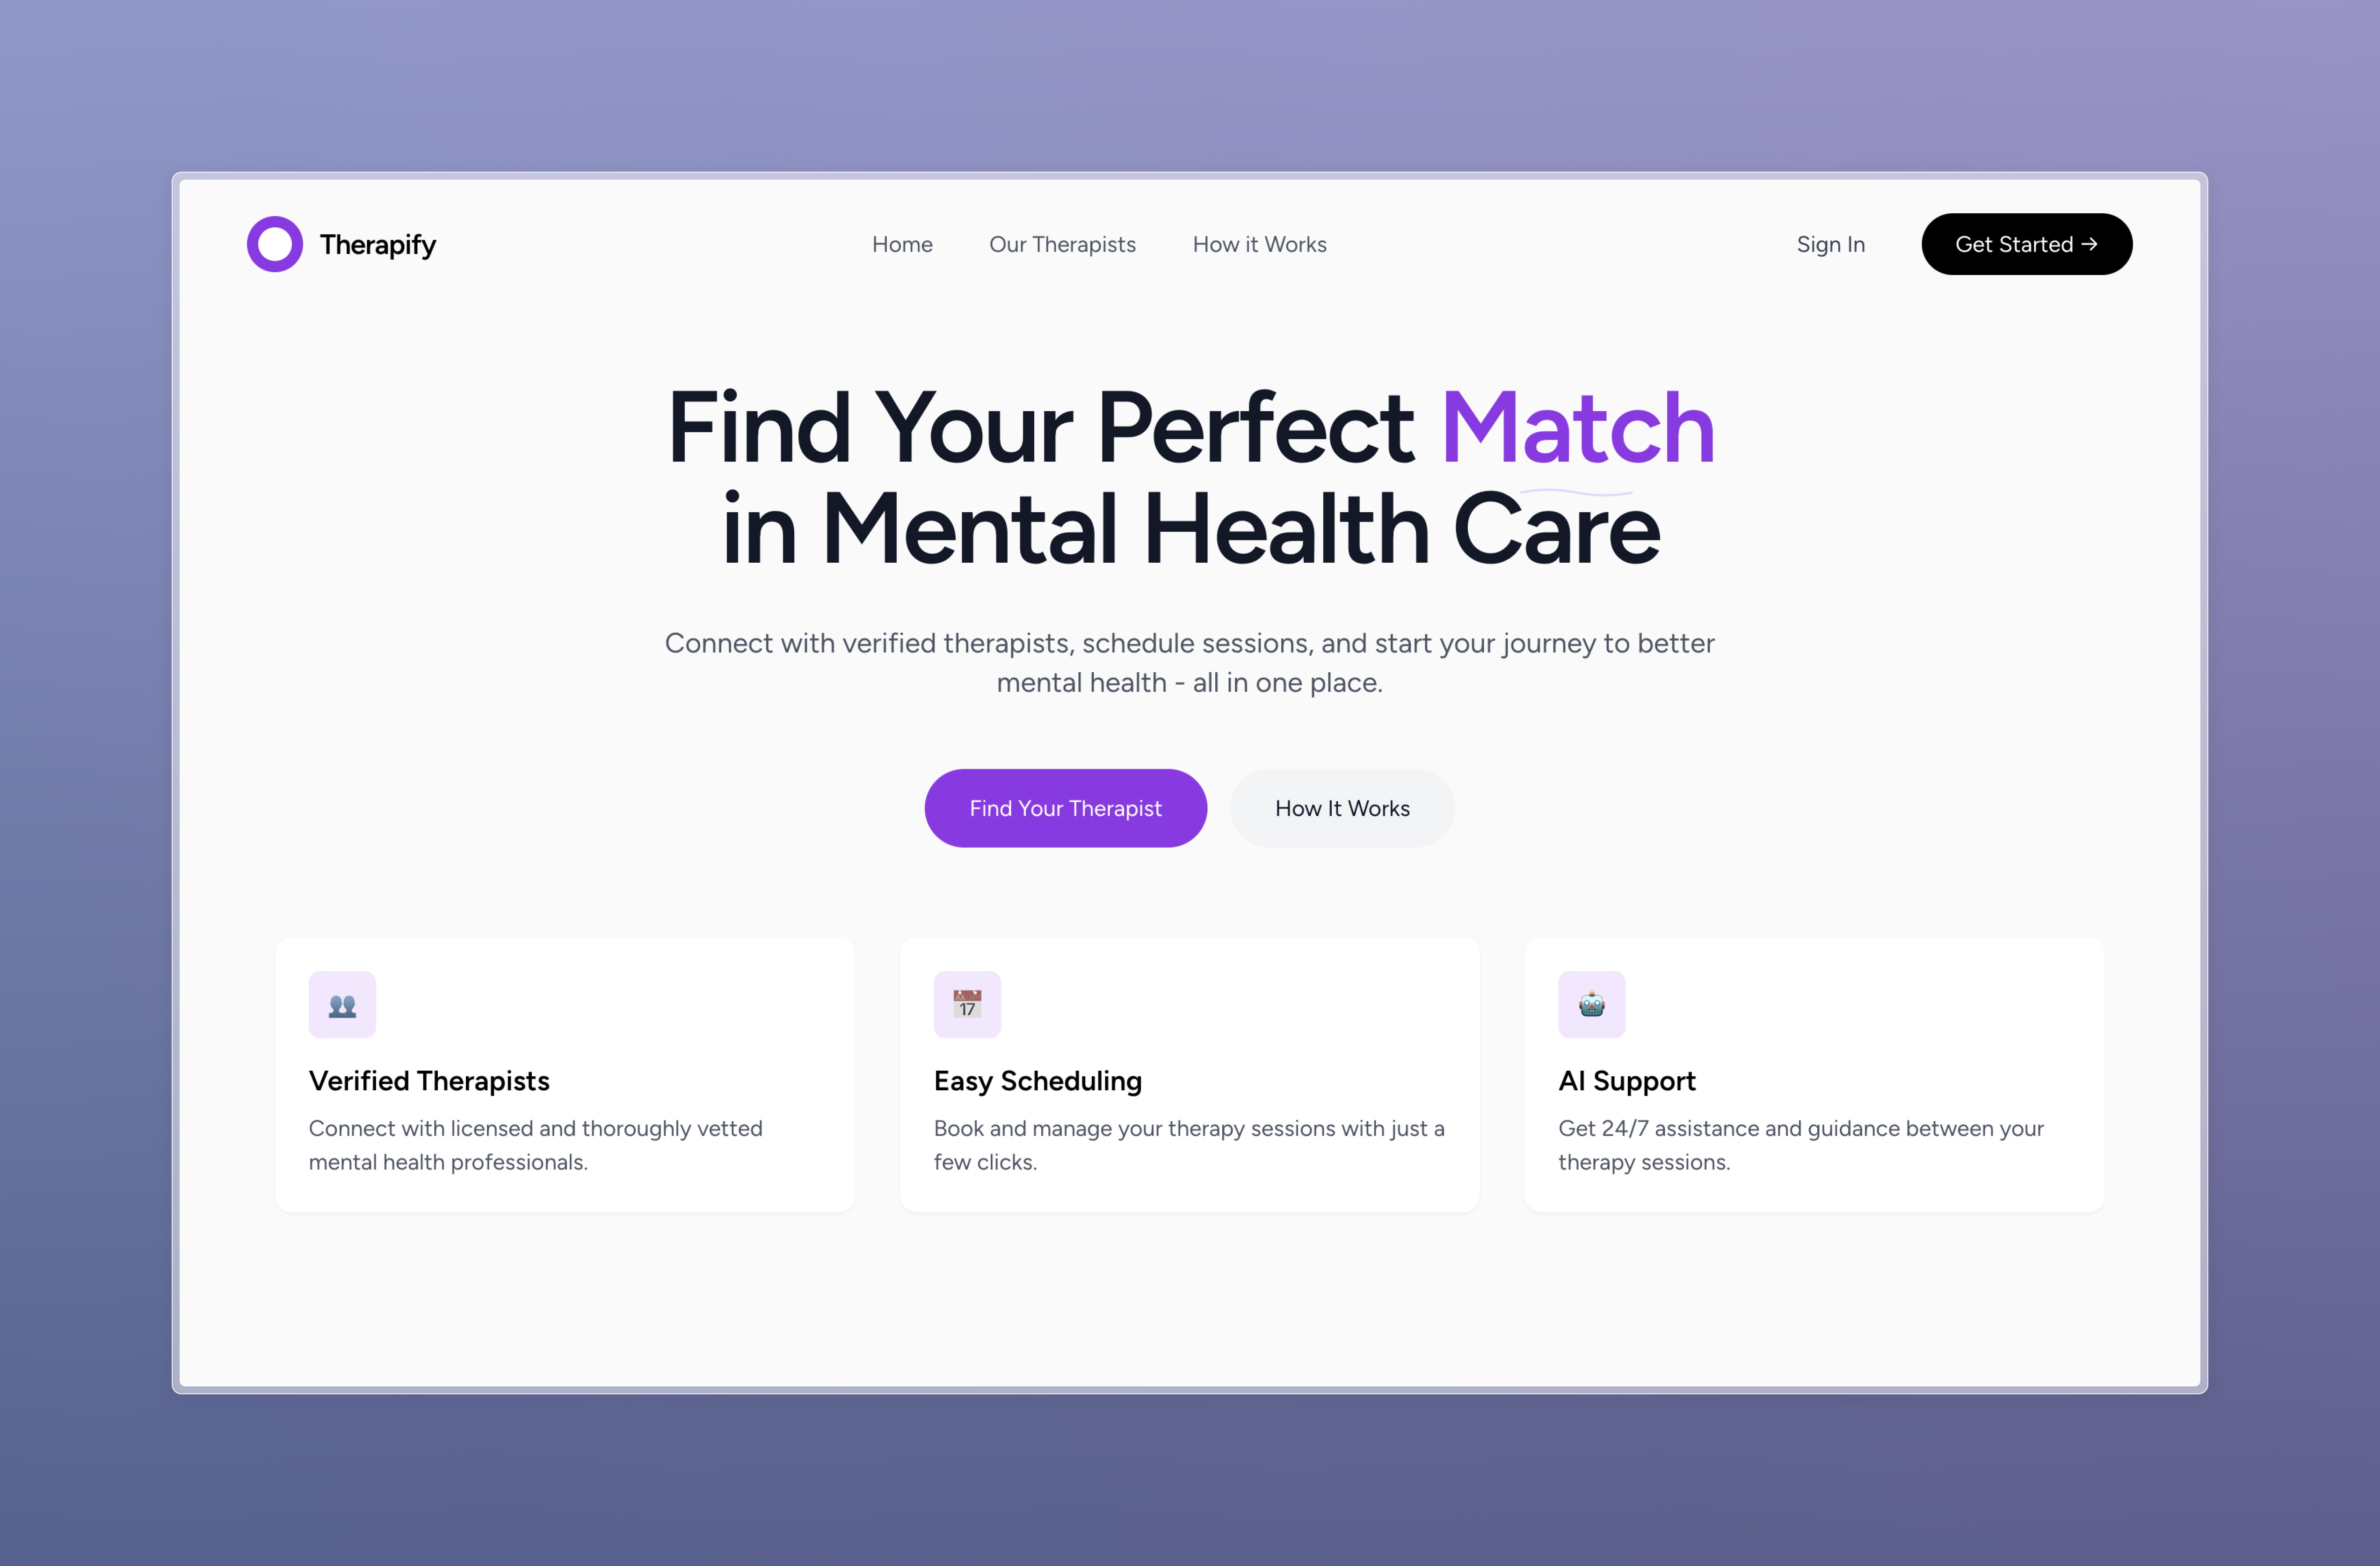 Therapify
Home
Our Therapists
How it Works
Sign In
Get Started →
Find Your Perfect Match
in Mental Health Care
Connect with verified therapists, schedule sessions, and start your journey to better
mental health - all in one place.
Find Your Therapist
How It Works
17
Verified Therapists
Connect with licensed and thoroughly vetted
mental health professionals.
Easy Scheduling
Book and manage your therapy sessions with just a
few clicks.
AI Support
Get 24/7 assistance and guidance between your
therapy sessions.